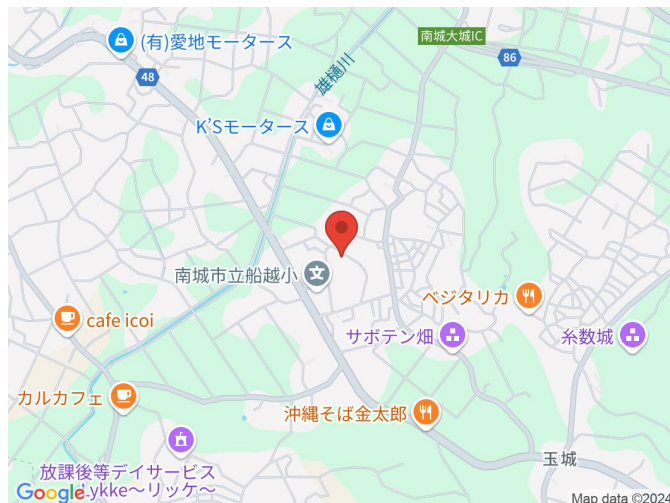 (有)愛地モータース
南城大城IC
86
48
雄樋川
K'Sモータース
南城市立船越小
文
ベジタリカ
cafe icoi
サボテン畑
糸数城
カルカフェ
沖縄そば金太郎
放課後等デイサービス
Lykke～リッケ～
玉城
Google
Map data ©2024